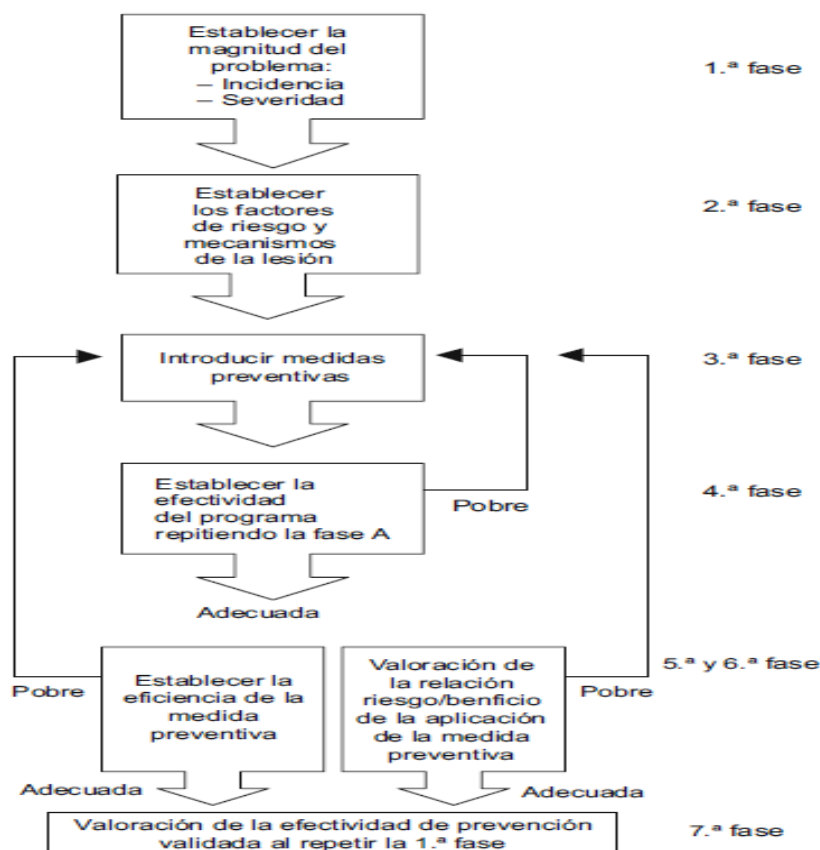 Establecer la
magnitud del
problema:
– Incidencia
– Severidad
1.ª fase
Establecer
los factores
de riesgo y
mecanismos
de la lesión
2.ª fase
Introducir medidas
preventivas
3.ª fase
Establecer la
efectividad
del programa
repitiendo la fase A
Pobre
4.ª fase
Adecuada
Establecer la
eficiencia de la
medida
preventiva
Pobre
Valoración de
la relación
riesgo/benficio
de la aplicación
de la medida
preventiva
Pobre
5.ª y 6.ª fase
Adecuada
Adecuada
Valoración de la efectividad de prevención
validada al repetir la 1.ª fase
7.ª fase